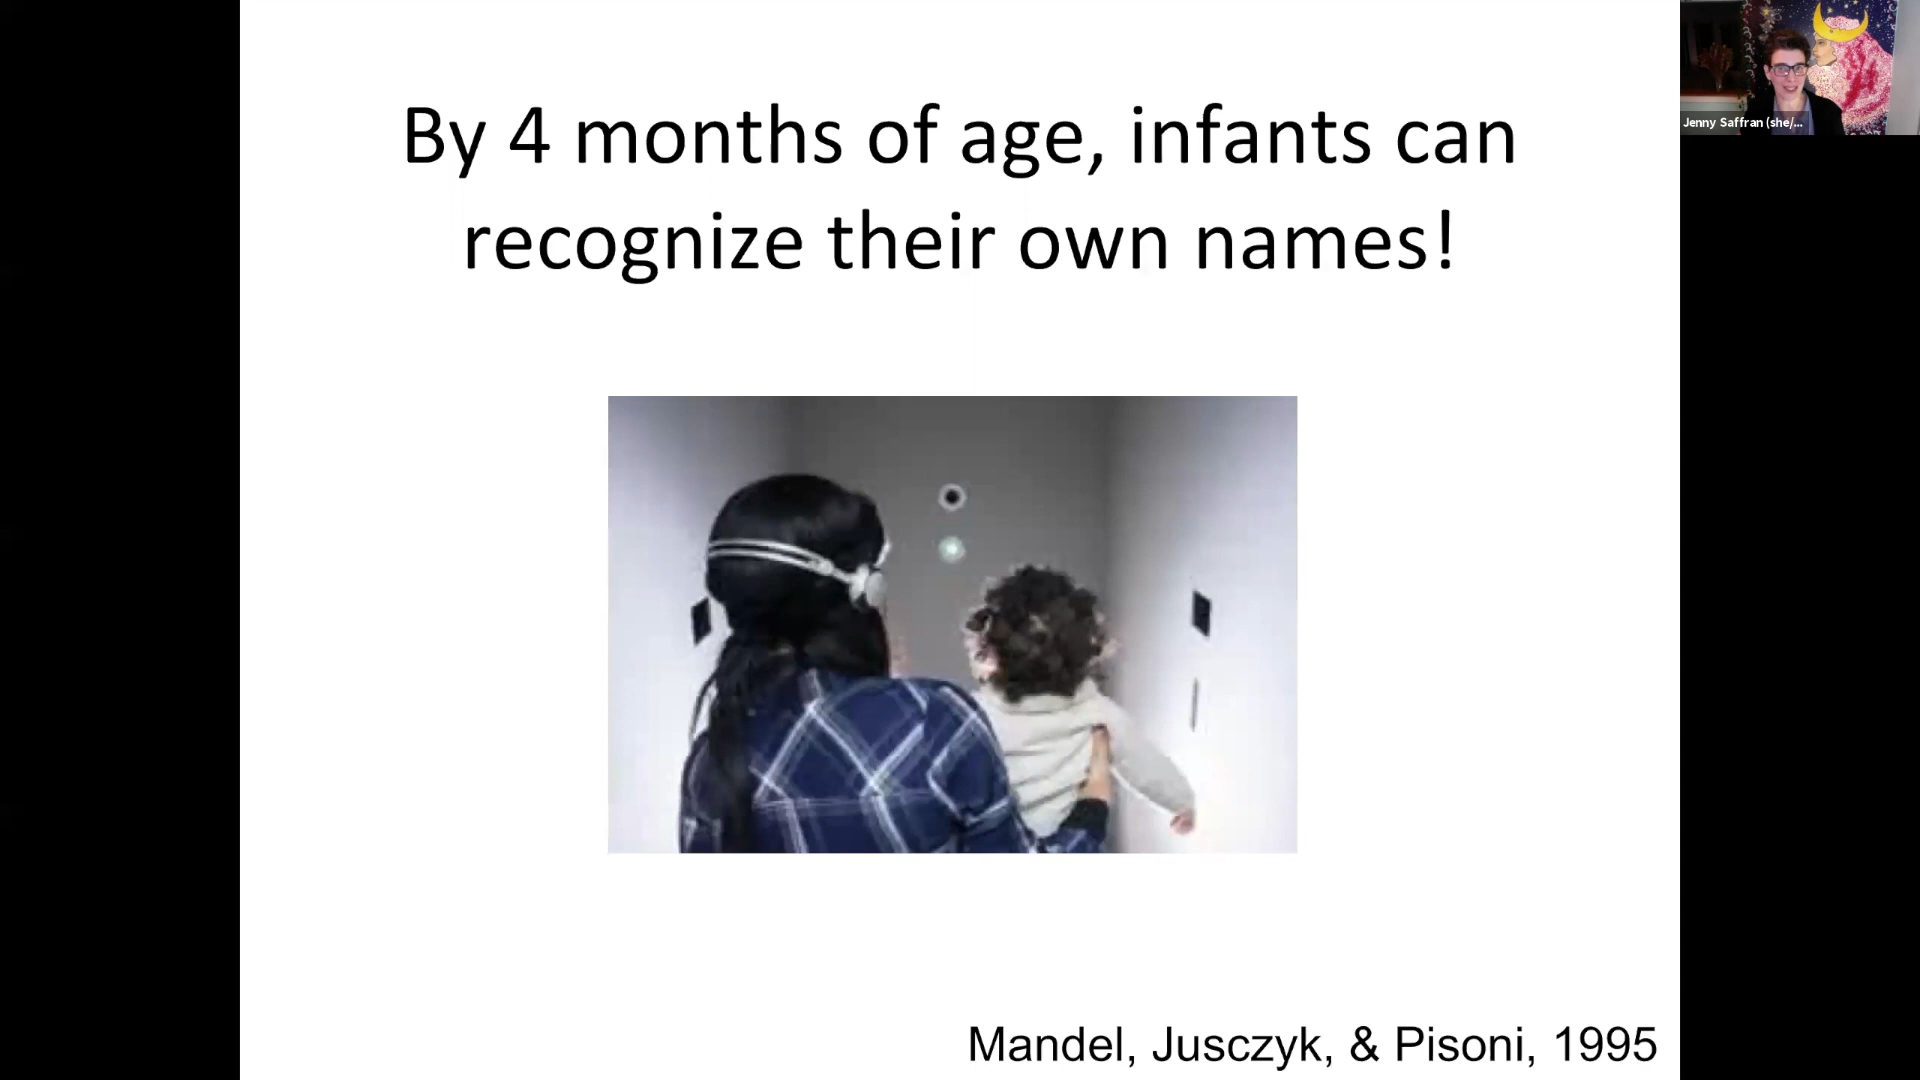 By 4 months of age, infants can
recognize their own names!
Mandel, Jusczyk, & Pisoni, 1995
Jenny Saffran (she/...